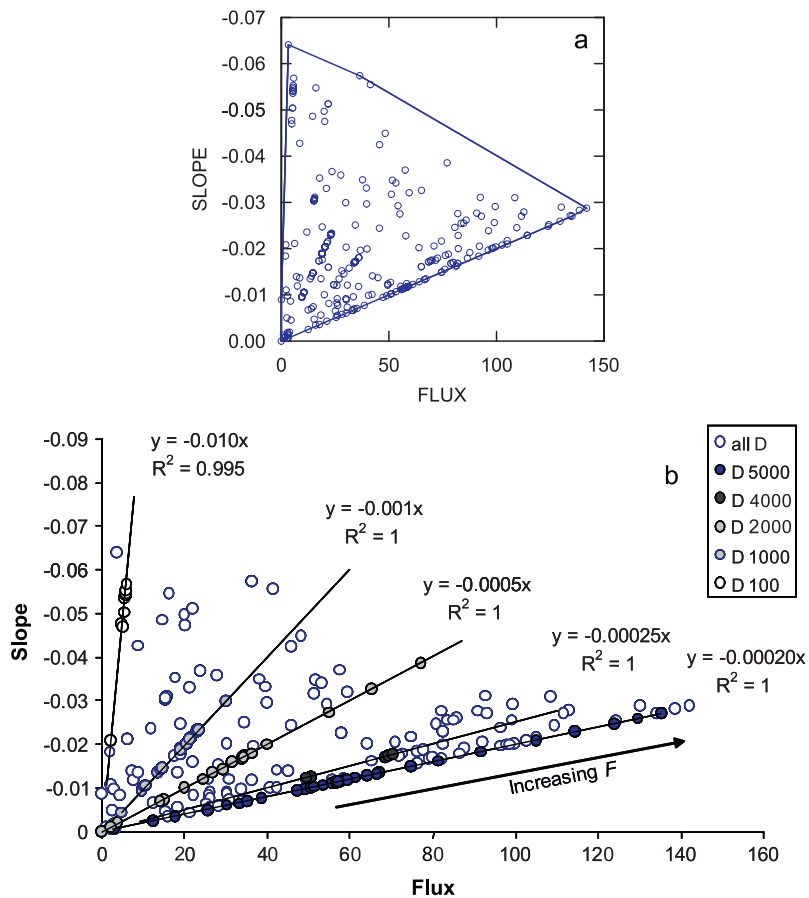 a
-0.07
-0.06
-0.05
-0.04
-0.03
-0.02
-0.01
0.00
SLOPE
0 50 100 150
FLUX
b
-0.09
-0.08
-0.07
-0.06
-0.05
-0.04
-0.03
-0.02
-0.01
0
Slope
y = -0.010x
R² = 0.995
y = -0.001x
R² = 1
y = -0.0005x
R² = 1
y = -0.00025x
R² = 1
y = -0.00020x
R² = 1
all D
D 5000
D 4000
D 2000
D 1000
D 100
Increasing F
0 20 40 60 80 100 120 140 160
Flux